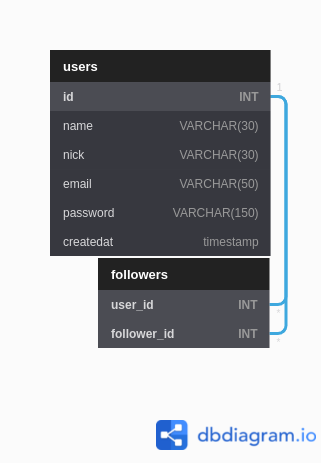 users
1
id INT
name VARCHAR(30)
nick VARCHAR(30)
email VARCHAR(50)
password VARCHAR(150)
createdat timestamp
followers
user_id INT
*
follower_id INT
*
dbdiagram.io